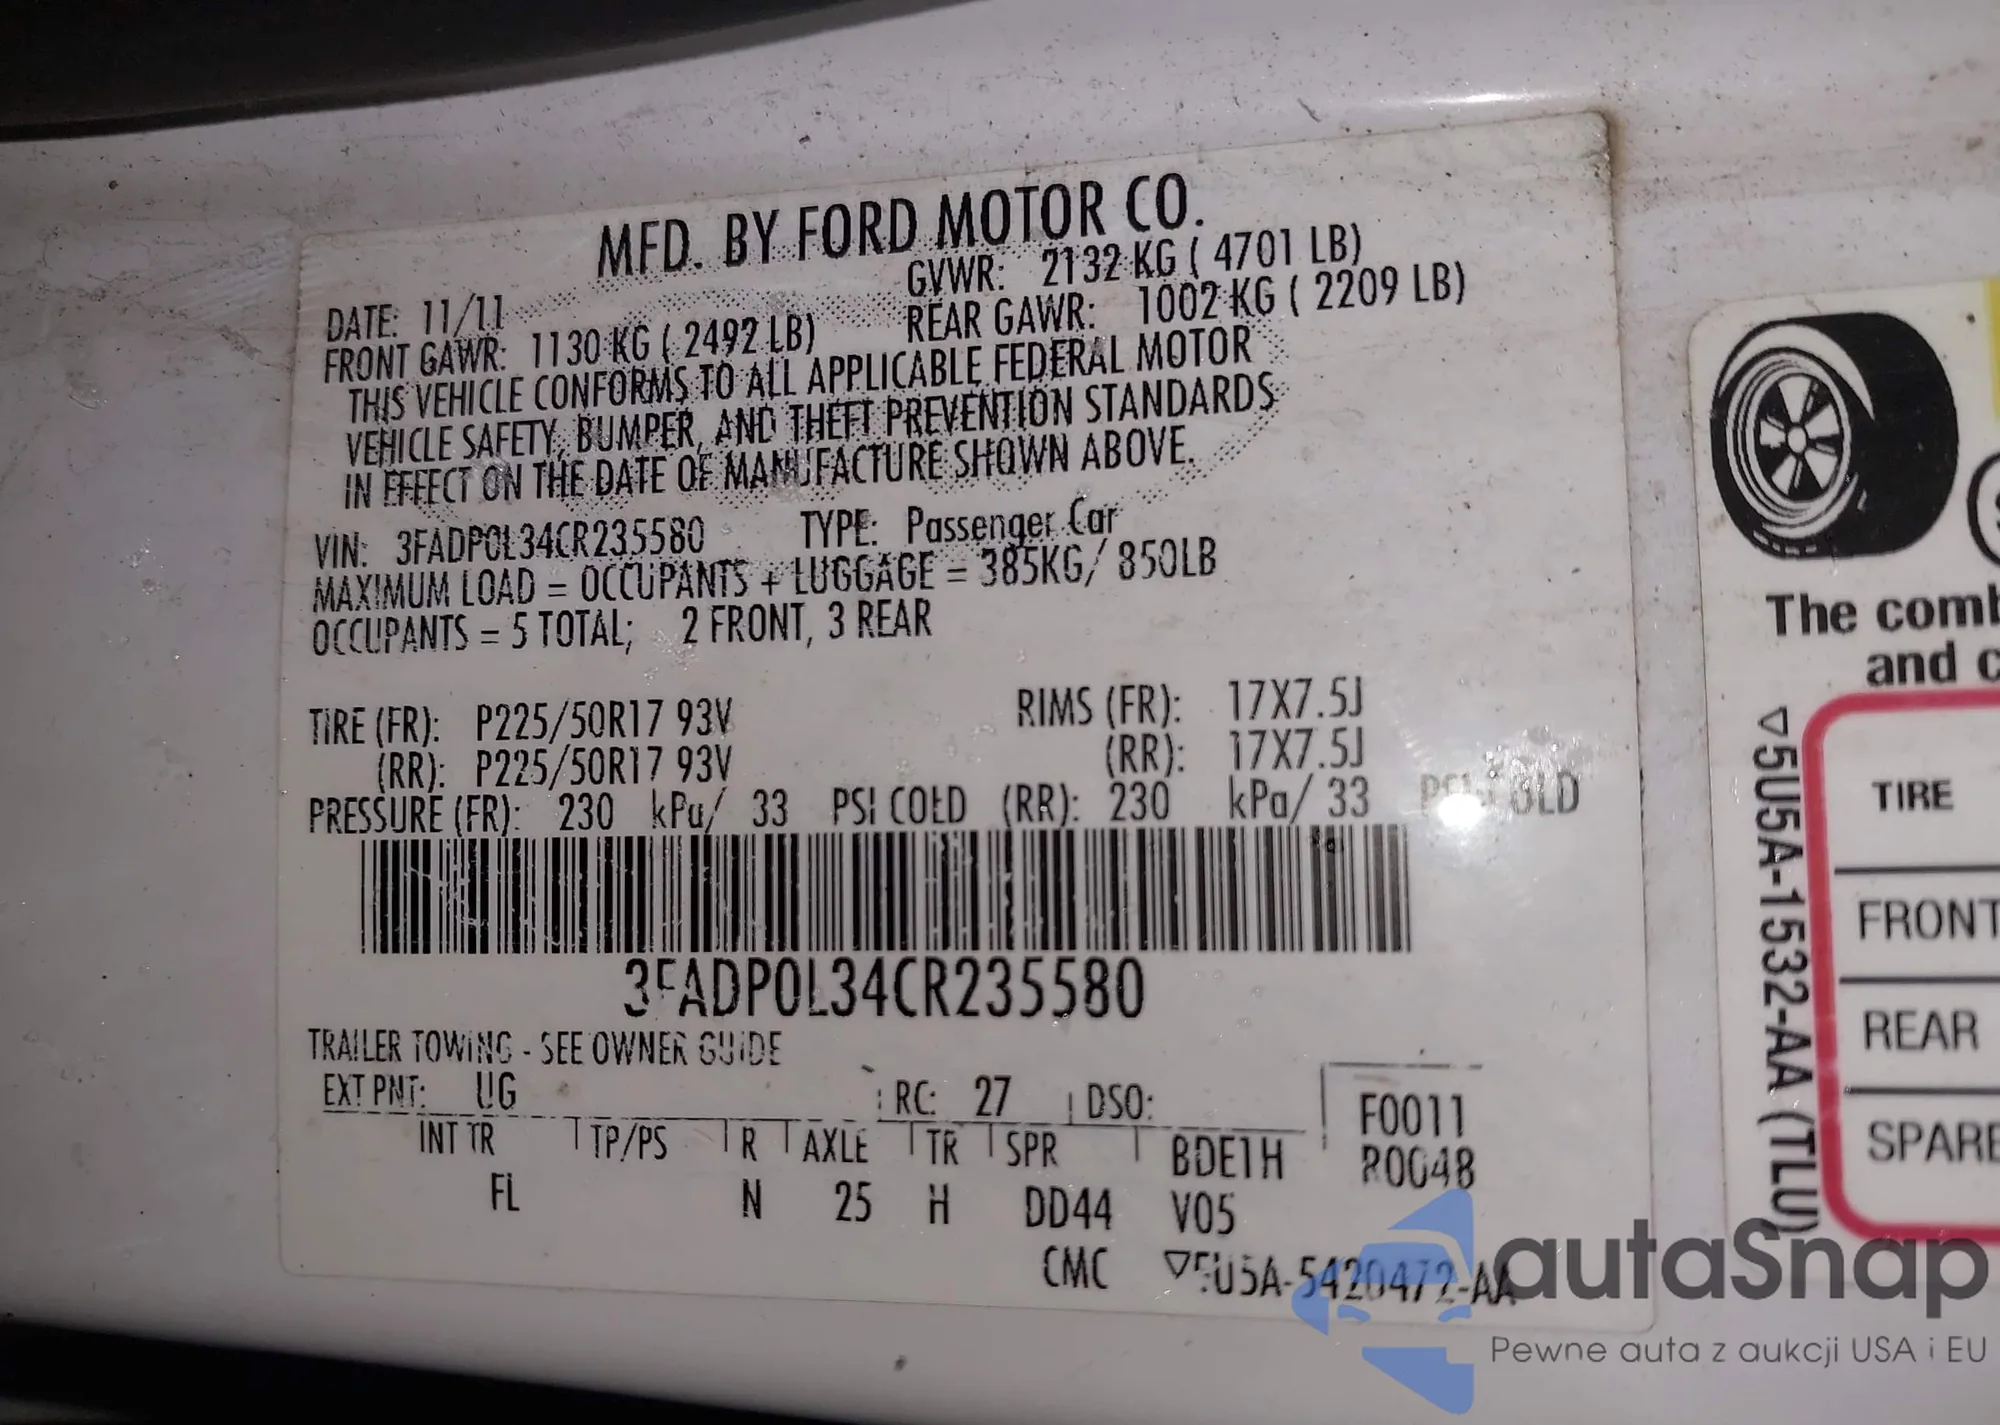 MFD. BY FORD MOTOR CO.
DATE: 11/11
GVWR: 2132 KG ( 4701 LB)
FRONT GAWR: 1130 KG ( 2492 LB)
REAR GAWR: 1002 KG ( 2209 LB)
THIS VEHICLE CONFORMS TO ALL APPLICABLE FEDERAL MOTOR
VEHICLE SAFETY, BUMPER, AND THEFT PREVENTION STANDARDS
IN EFFECT ON THE DATE OF MANUFACTURE SHOWN ABOVE.
VIN: 3FADP0L34CR235580 TYPE: Passenger Car
MAXIMUM LOAD = OCCUPANTS + LUGGAGE = 385KG/ 850LB
OCCUPANTS = 5 TOTAL; 2 FRONT, 3 REAR
TIRE (FR): P225/50R17 93V RIMS (FR): 17X7.5J
(RR): P225/50R17 93V (RR): 17X7.5J
PRESSURE (FR): 230 kPa/ 33 PSI COLD (RR): 230 kPa/ 33 PSI COLD
3FADP0L34CR235580
TRAILER TOWING - SEE OWNER GUIDE
EXT PNT: UG RC: 27 DSO: F0011
INT TR TP/PS R AXLE TR SPR BDE1H R0048
FL N 25 H DD44 V05
CMC ▽5U5A-5420472-AA
The comb
and c
▽5U5A-1532-AA (TLU)
TIRE
FRONT
REAR
SPARE
autaSnap
Pewne auta z aukcji USA i EU